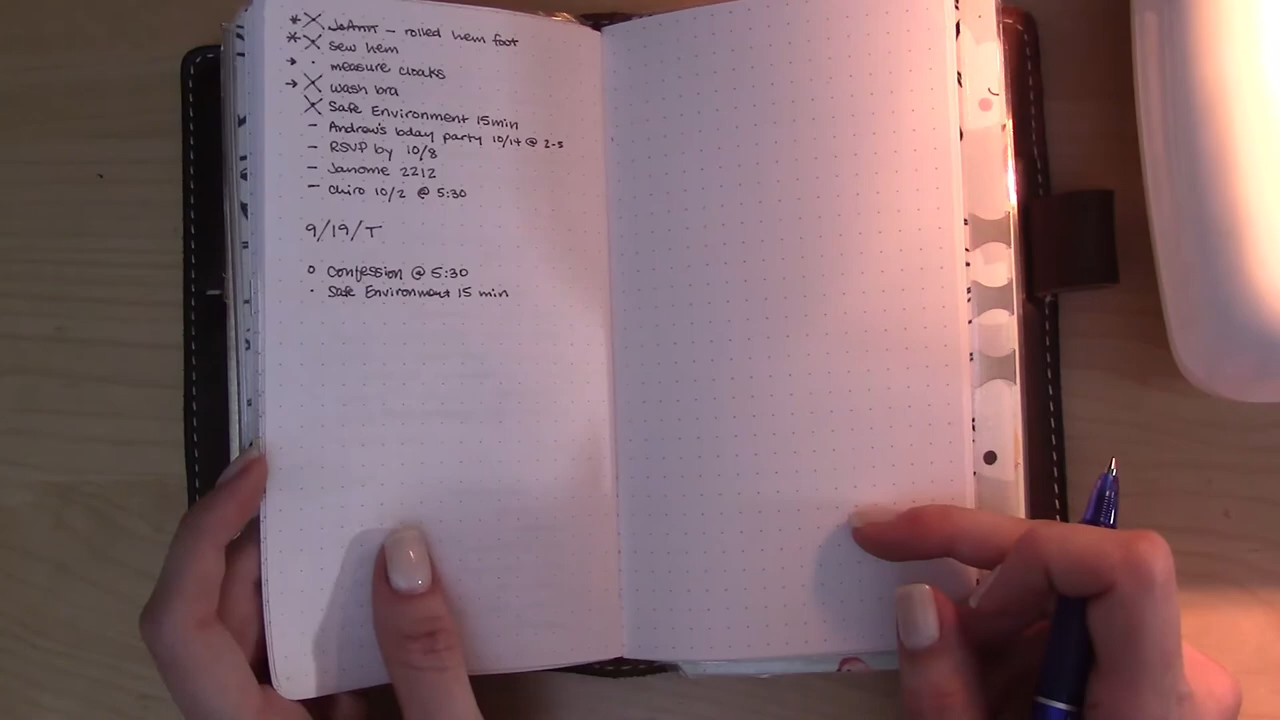 * X JoAnn – rolled hem foot
* X sew hem
→ · measure cloaks
→ X wash bra
X Safe Environment 15min
– Andrew's bday party 10/14 @ 2-5
– RSVP by 10/8
– Janome 2212
– chiro 10/2 @ 5:30
9/19/T
o Confession @ 5:30
· Safe Environment 15 min